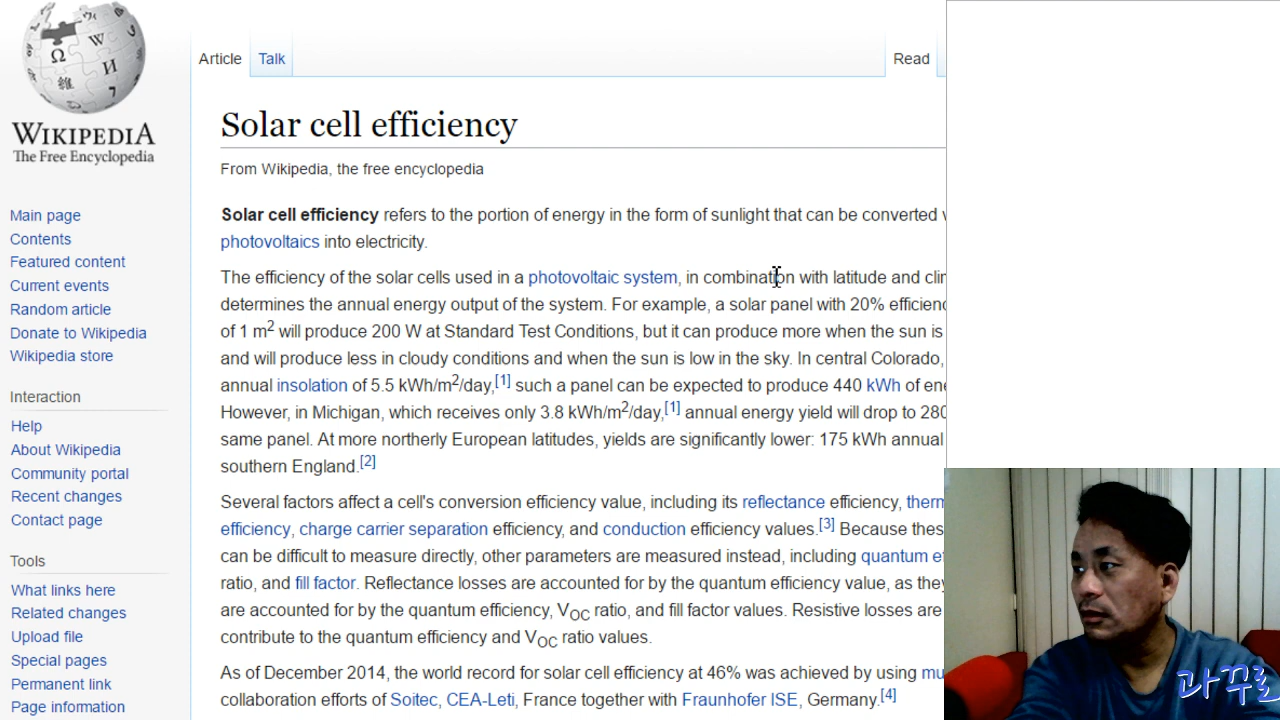 WIKIPEDIA
The Free Encyclopedia
Main page
Contents
Featured content
Current events
Random article
Donate to Wikipedia
Wikipedia store
Interaction
Help
About Wikipedia
Community portal
Recent changes
Contact page
Tools
What links here
Related changes
Upload file
Special pages
Permanent link
Page information
Article Talk Read
Solar cell efficiency
From Wikipedia, the free encyclopedia
Solar cell efficiency refers to the portion of energy in the form of sunlight that can be converted
photovoltaics into electricity.
The efficiency of the solar cells used in a photovoltaic system, in combination with latitude and
determines the annual energy output of the system. For example, a solar panel with 20%
of 1 m2 will produce 200 W at Standard Test Conditions, but it can produce more when the sun is
and will produce less in cloudy conditions and when the sun is low in the sky. In central Colorado,
annual insolation of 5.5 kWh/m2/day,[1] such a panel can be expected to produce 440 kWh of
However, in Michigan, which receives only 3.8 kWh/m2/day,[1] annual energy yield will drop to 280
same panel. At more northerly European latitudes, yields are significantly lower: 175 kWh annual
southern England.[2]
Several factors affect a cell's conversion efficiency value, including its reflectance efficiency,
efficiency, charge carrier separation efficiency, and conduction efficiency values.[3] Because
can be difficult to measure directly, other parameters are measured instead, including quantum
ratio, and fill factor. Reflectance losses are accounted for by the quantum efficiency value, as
are accounted for by the quantum efficiency, VOC ratio, and fill factor values. Resistive losses are
contribute to the quantum efficiency and VOC ratio values.
As of December 2014, the world record for solar cell efficiency at 46% was achieved by using
collaboration efforts of Soitec, CEA-Leti, France together with Fraunhofer ISE, Germany.[4]
과꾸로